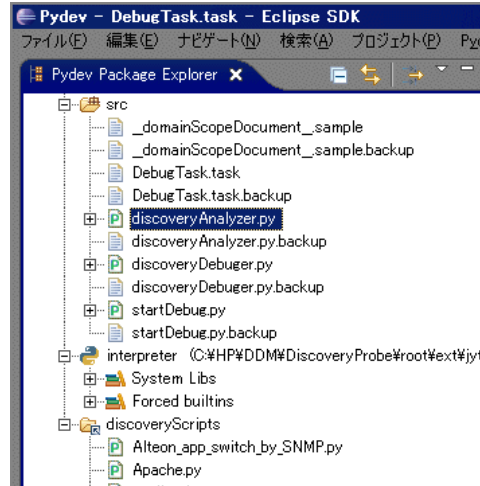 Pydev - DebugTask.task - Eclipse SDK
ファイル(F) 編集(E) ナビゲート(N) 検索(A) プロジェクト(P)
Pydev Package Explorer
src
__domainScopeDocument__.sample
__domainScopeDocument__.sample.backup
DebugTask.task
DebugTask.task.backup
discoveryAnalyzer.py
discoveryAnalyzer.py.backup
discoveryDebuger.py
discoveryDebuger.py.backup
startDebug.py
startDebug.py.backup
interpreter (C:¥HP¥DDM¥DiscoveryProbe¥root¥ext¥jyt
System Libs
Forced builtins
discoveryScripts
Alteon_app_switch_by_SNMP.py
Apache.py